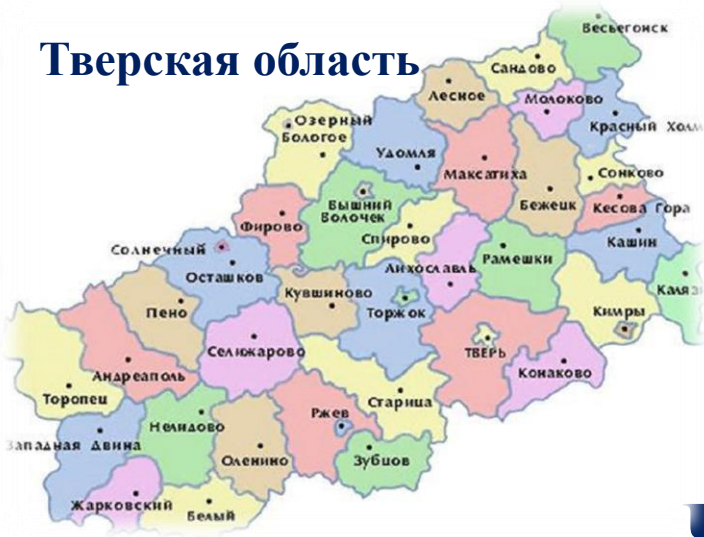 Тверская область
Весьегонск
Сандово
Лесное
Молоково
Красный Холм
Озерный
Бологое
Удомля
Максатиха
Сонково
Бежецк
Кесова Гора
Вышний
Волочек
Фирово
Спирово
Кашин
Солнечный
Осташков
Лихославль
Рамешки
Каляз
Кувшиново
Торжок
Кимры
Пено
Селижарово
ТВЕРЬ
Конаково
Андреаполь
Торопец
Старица
Ржев
Нелидово
Западная Двина
Оленино
Зубцов
Жарковский
Белый